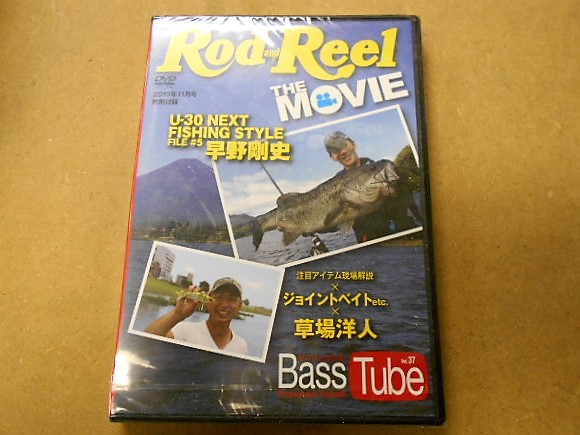 Rod and Reel
THE
MOVIE
DVD
2015年11月号
特別付録
U-30 NEXT
FISHING STYLE
FILE #5 早野剛史
注目アイテム現場解説
×
ジョイントベイトetc.
×
草場洋人
Bass Tube
Vol.37